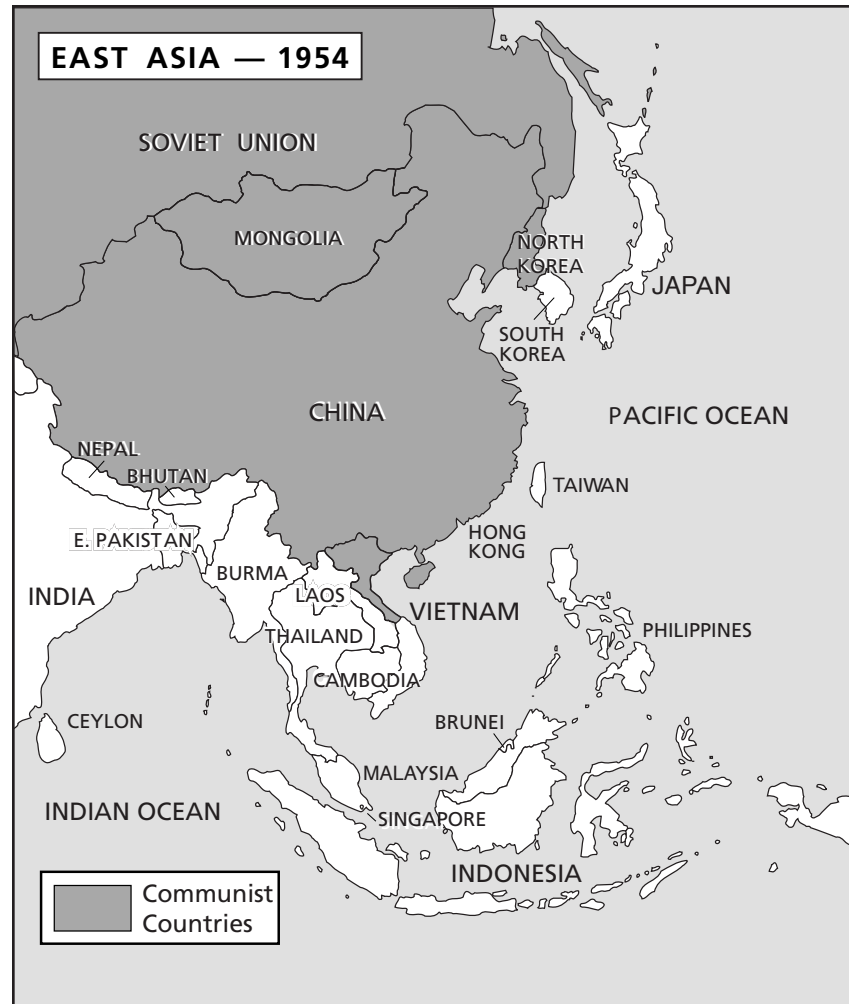 EAST ASIA — 1954
SOVIET UNION
MONGOLIA
NORTH
KOREA
JAPAN
SOUTH
KOREA
CHINA
PACIFIC OCEAN
NEPAL
BHUTAN
TAIWAN
E. PAKISTAN
HONG
KONG
BURMA
INDIA
LAOS
VIETNAM
THAILAND
PHILIPPINES
CAMBODIA
CEYLON
BRUNEI
MALAYSIA
INDIAN OCEAN
SINGAPORE
INDONESIA
Communist
Countries